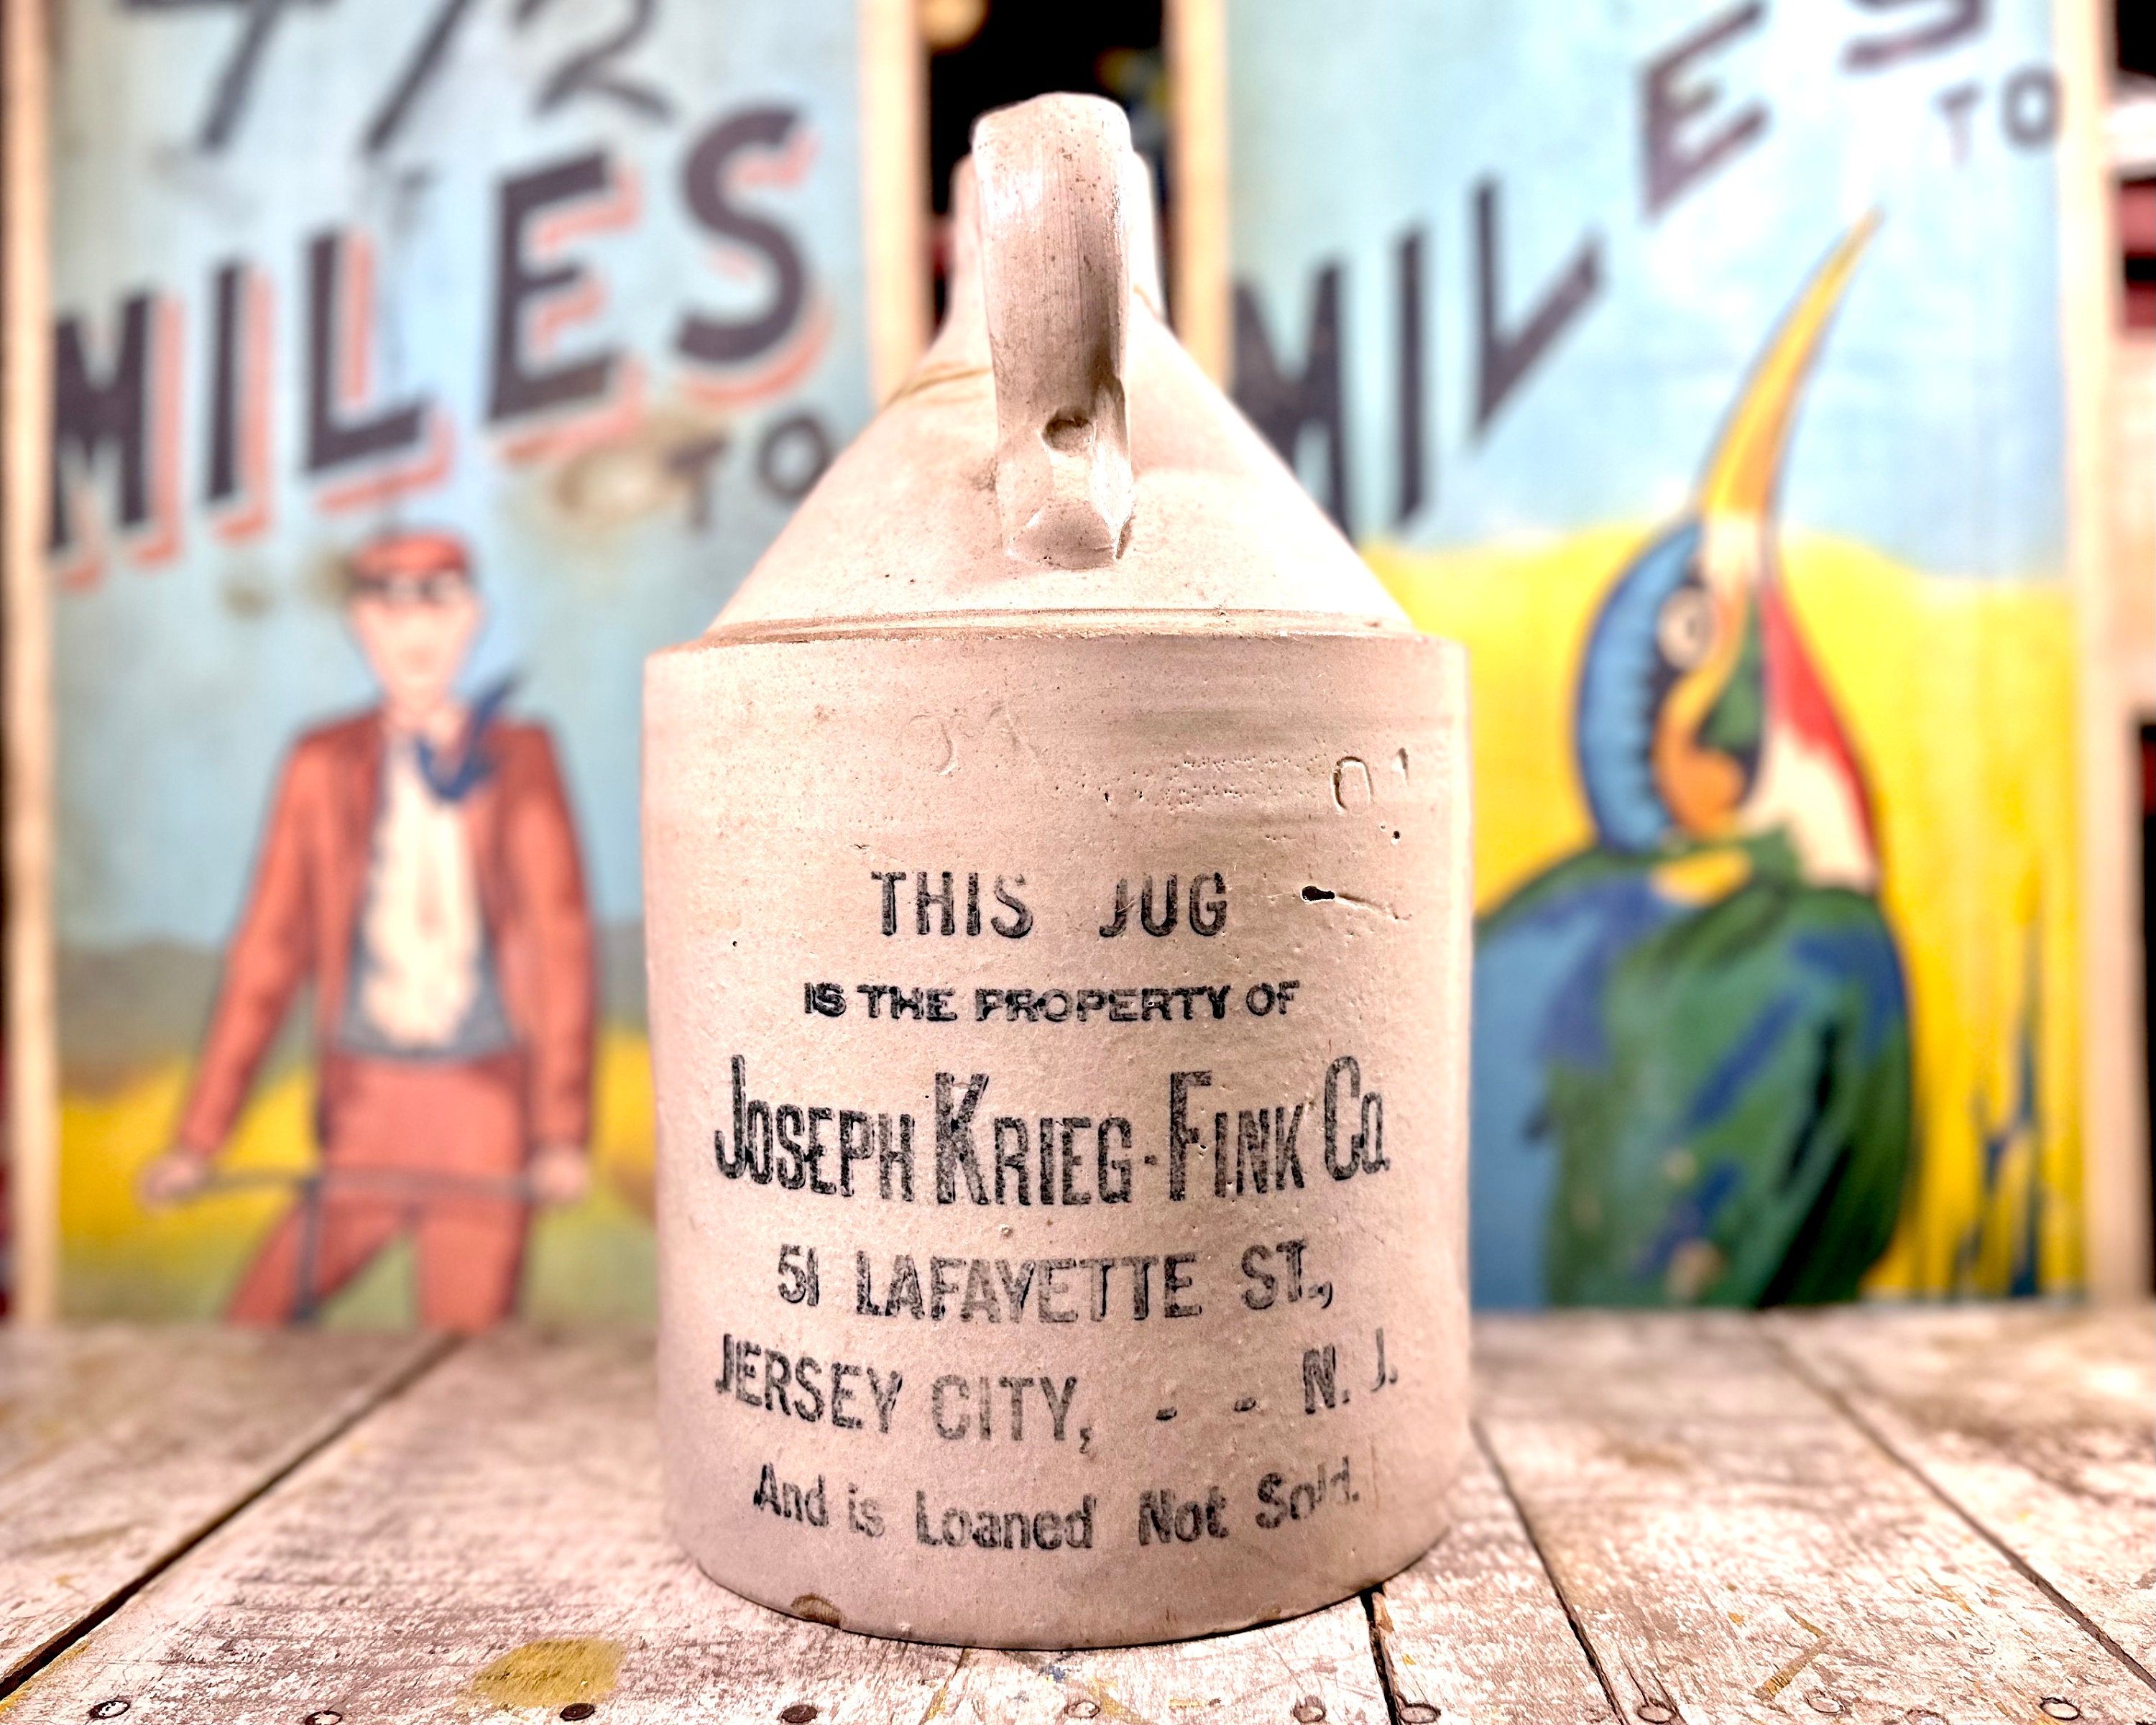 4 1/2
MILES
TO
MILES
TO
THIS JUG
IS THE PROPERTY OF
JOSEPH KRIEG-FINK Co.
51 LAFAYETTE ST.,
JERSEY CITY, - - N. J.
And is Loaned Not Sold.